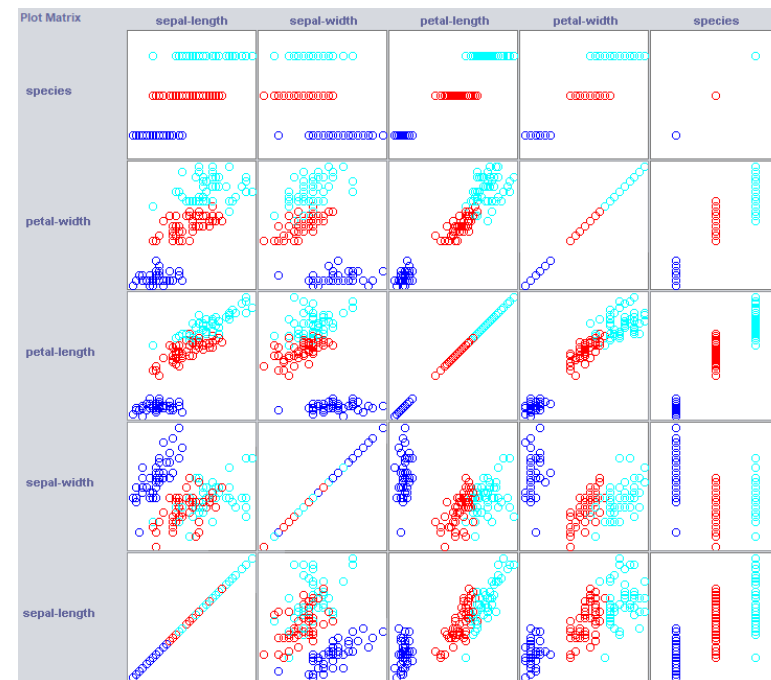 Plot Matrix
sepal-length sepal-width petal-length petal-width species
species
petal-width
petal-length
sepal-width
sepal-length